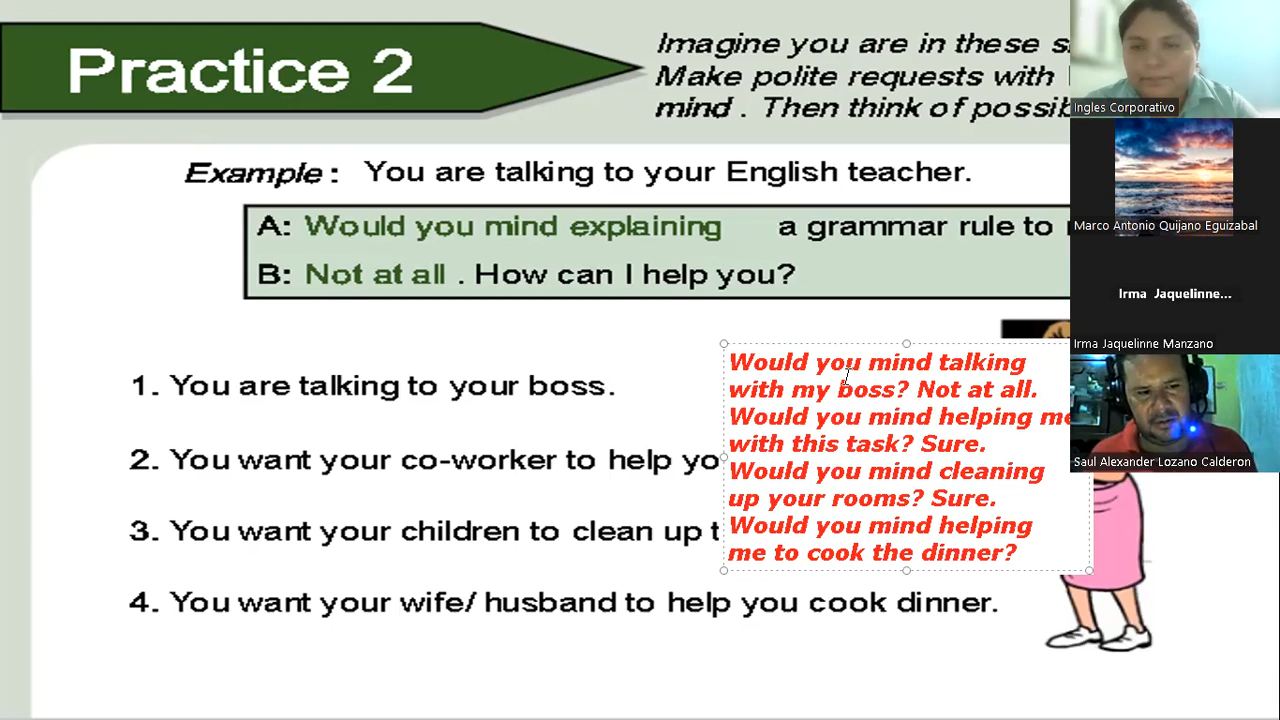 Practice 2
Imagine you are in these
Make polite requests with
mind . Then think of
Example : You are talking to your English teacher.
A: Would you mind explaining a grammar rule to
B: Not at all . How can I help you?
1. You are talking to your boss.
2. You want your co-worker to help
3. You want your children to clean up
4. You want your wife/ husband to help you cook dinner.
Would you mind talking
with my boss? Not at all.
Would you mind helping me
with this task? Sure.
Would you mind cleaning
up your rooms? Sure.
Would you mind helping
me to cook the dinner?
Ingles Corporativo
Marco Antonio Quijano Eguizabal
Irma Jaquelinne...
Irma Jaquelinne Manzano
Saul Alexander Lozano Calderon